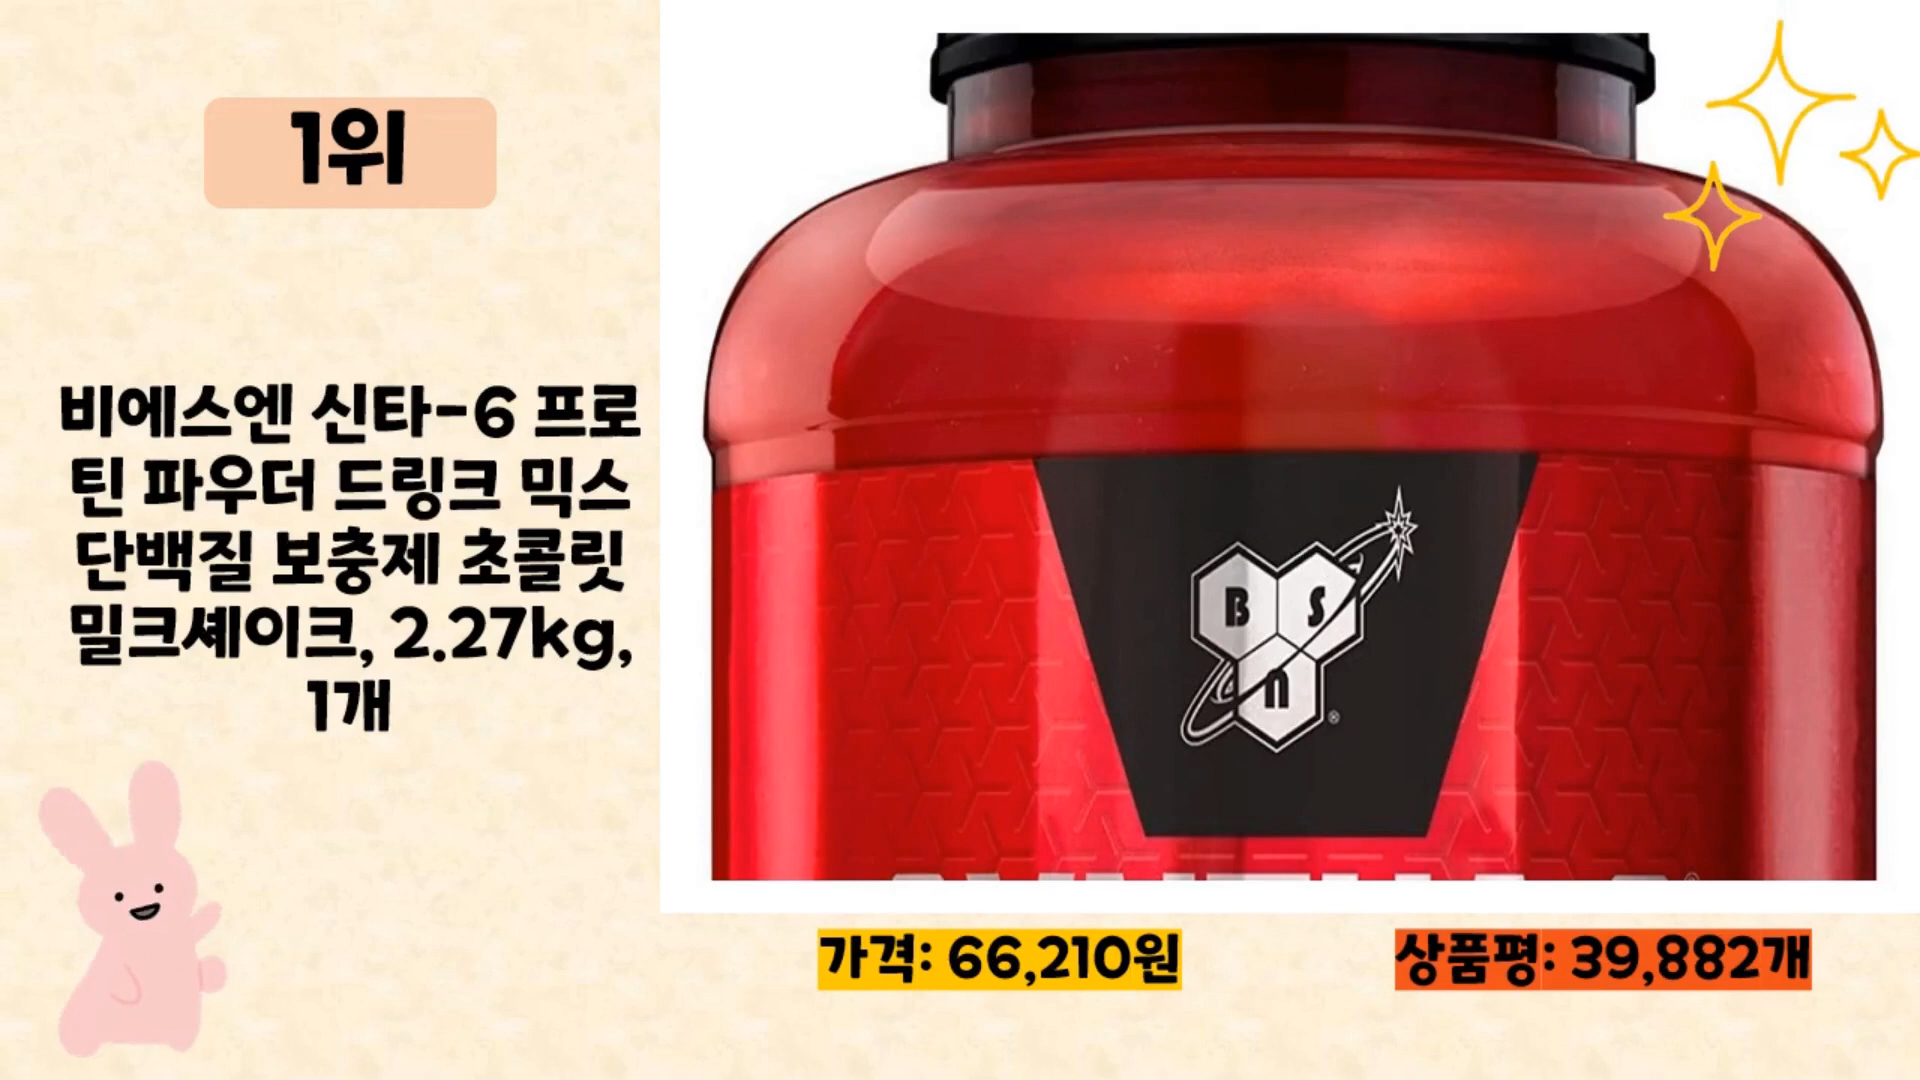 1위
비에스엔 신타-6 프로
틴 파우더 드링크 믹스
단백질 보충제 초콜릿
밀크셰이크, 2.27kg,
1개
B S
n
®
가격: 66,210원
상품평: 39,882개